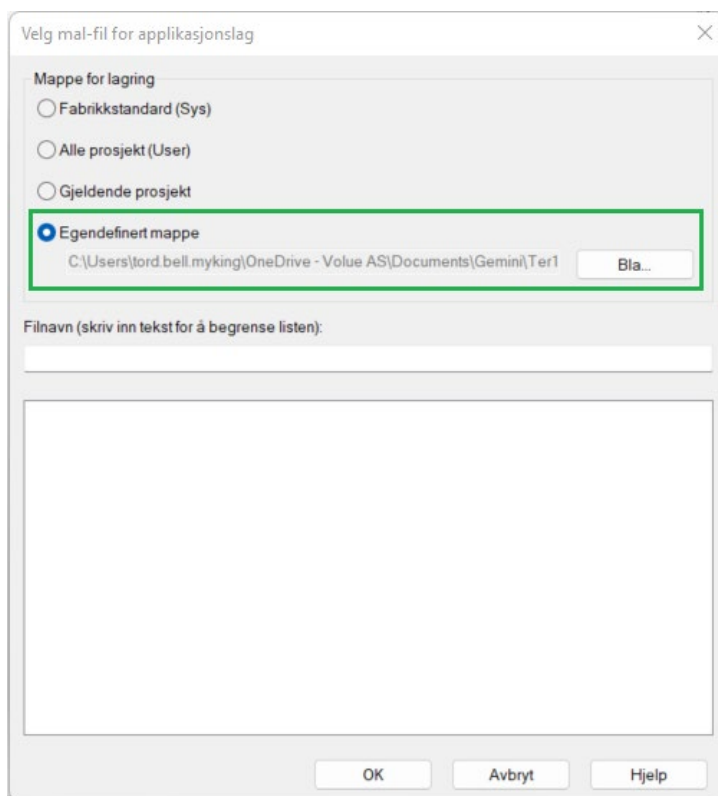 Velg mal-fil for applikasjonslag
Mappe for lagring
Fabrikkstandard (Sys)
Alle prosjekt (User)
Gjeldende prosjekt
Egendefinert mappe
C:\Users\tord.bell.myking\OneDrive - Volue AS\Documents\Gemini\Ter1
Bla...
Filnavn (skriv inn tekst for å begrense listen):
OK Avbryt Hjelp